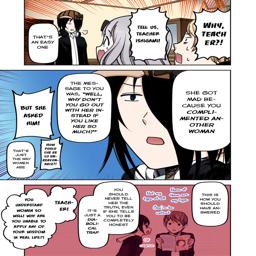 WHY,
TEACH
ER?!
TELL US,
TEACHER
ISHIGAMI!
THAT'S
AN EASY
ONE
SHE GOT
MAD BE-
CAUSE YOU
COMPLI-
MENTED AN-
OTHER
WOMAN
THE MES-
SAGE TO YOU
WAS, "WELL,
WHY DON'T
YOU GO OUT
WITH HER IN-
STEAD IF
YOU LIKE
HER SO
MUCH!?"
BUT SHE
ASKED
HIM!
HOW
THAT'S
JUST THE
WAY WOMEN
ARE
THIS IS HOW
YOU SHOULD
HAVE AN-
SWERED
YOU
SHOULD
NEVER TELL
HER THE
TRUTH, EVEN
IF SHE TELLS
YOU TO BE
COMPLETELY
HONEST
IT'S
JUST A
DIABO-
LICAL
TRAP
TEACH-
ER!
YOU
UNDERSTAND
WOMEN SO
WELL! WHY ARE
YOU UNABLE TO
APPLY ANY OF
YOUR WISDOM
IN REAL LIFE?!